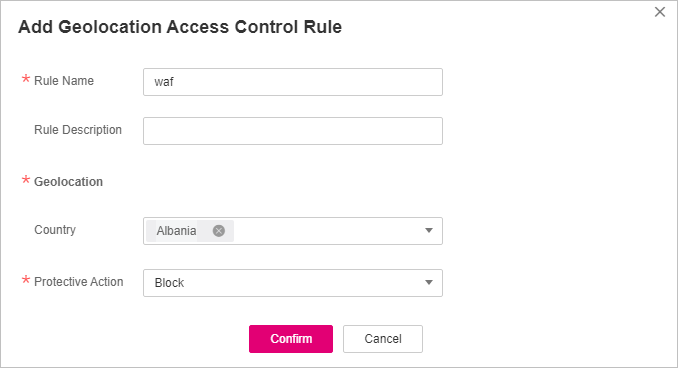 Add Geolocation Access Control Rule
* Rule Name waf
Rule Description
* Geolocation
Country Albania
* Protective Action Block
Confirm Cancel